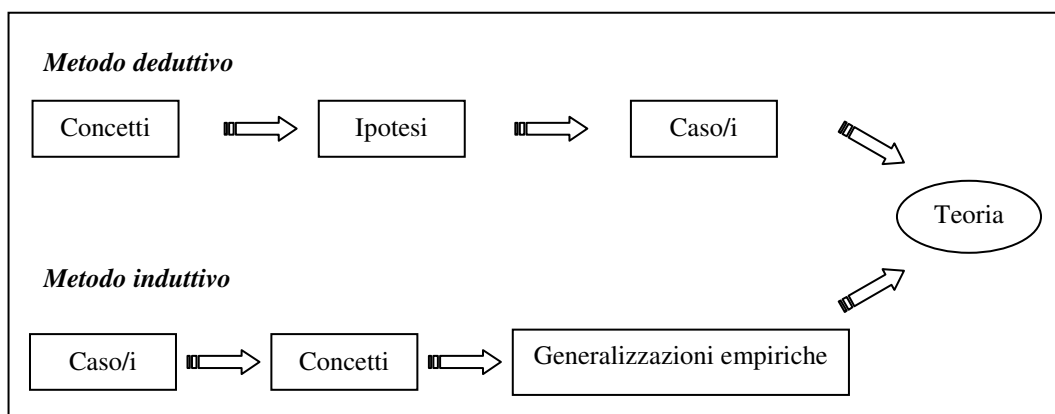 Metodo deduttivo
Concetti
Ipotesi
Caso/i
Teoria
Metodo induttivo
Caso/i
Concetti
Generalizzazioni empiriche